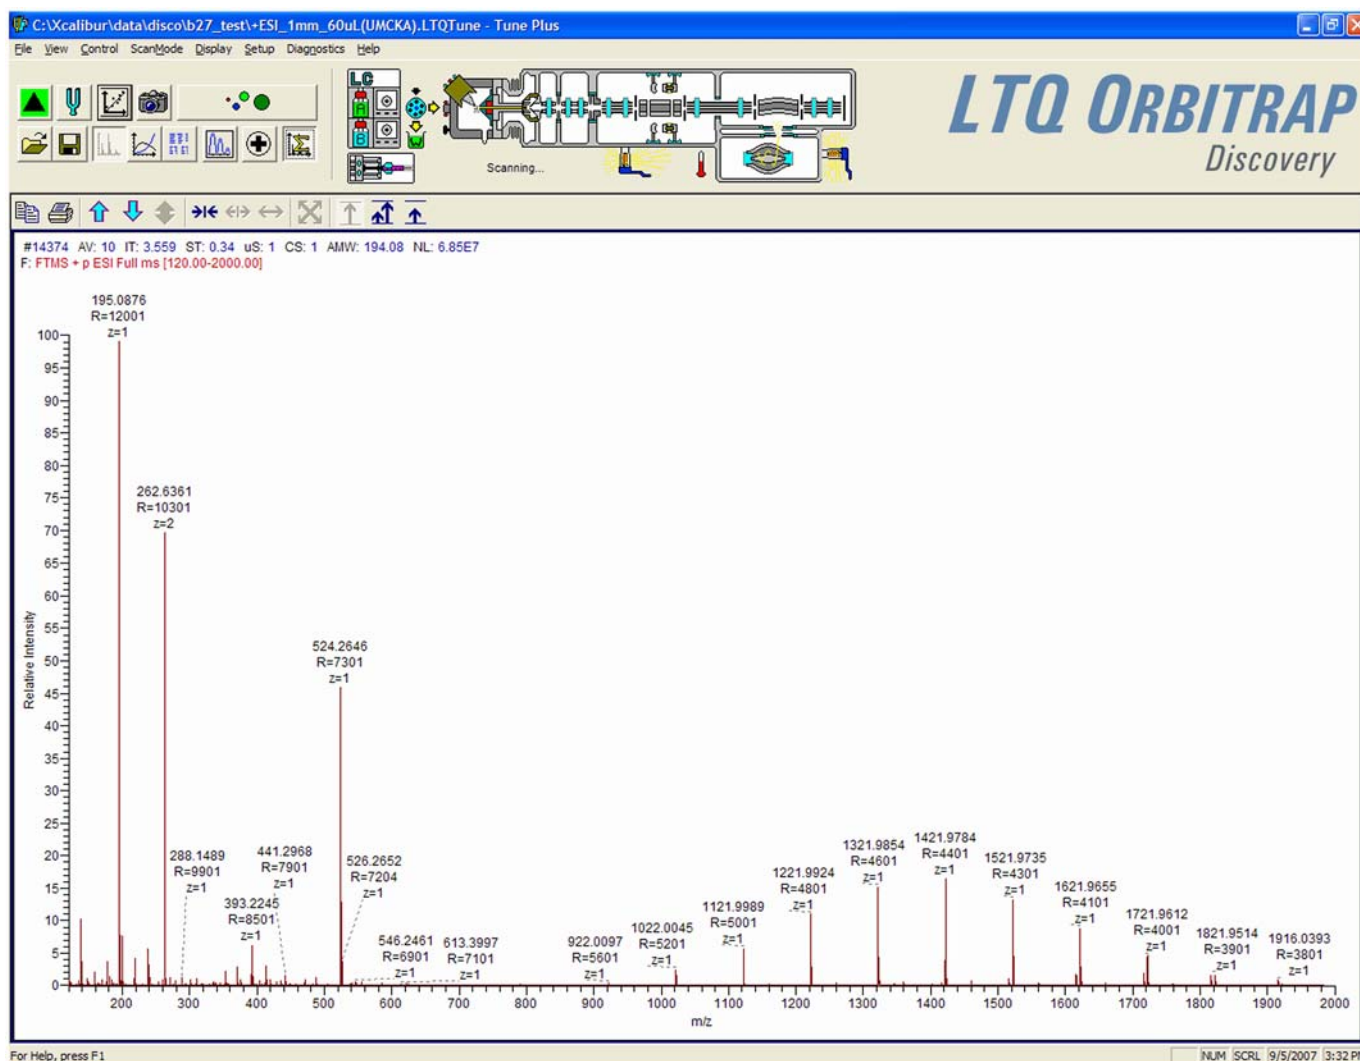 C:\Xcalibur\data\disco\b27_test\+ESI_1mm_60uL(UMCKA).LTQTune - Tune Plus
File View Control ScanMode Display Setup Diagnostics Help
LC
A
B
Scanning...
LTQ ORBITRAP
Discovery
#14374 AV: 10 IT: 3.559 ST: 0.34 uS: 1 CS: 1 AMW: 194.08 NL: 6.85E7
F: FTMS + p ESI Full ms [120.00-2000.00]
195.0876
R=12001
z=1
262.6361
R=10301
z=2
524.2646
R=7301
z=1
288.1489
R=9901
z=1
441.2968
R=7901
z=1
393.2245
R=8501
z=1
526.2652
R=7204
z=1
546.2461
R=6901
z=1
613.3997
R=7101
z=1
922.0097
R=5601
z=1
1022.0045
R=5201
z=1
1121.9989
R=5001
z=1
1221.9924
R=4801
z=1
1321.9854
R=4601
z=1
1421.9784
R=4401
z=1
1521.9735
R=4301
z=1
1621.9655
R=4101
z=1
1721.9612
R=4001
z=1
1821.9514
R=3901
z=1
1916.0393
R=3801
z=1
100
95
90
85
80
75
70
65
60
55
50
45
40
35
30
25
20
15
10
5
0
Relative Intensity
200 300 400 500 600 700 800 900 1000 1100 1200 1300 1400 1500 1600 1700 1800 1900 2000
m/z
For Help, press F1
NUM SCRL 9/5/2007 3:32 P